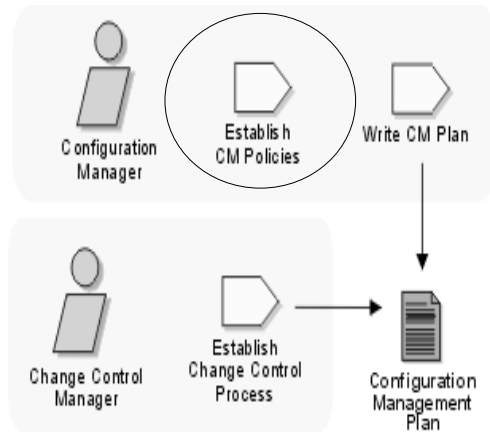 Configuration
Manager
Establish
CM Policies
Write CM Plan
Change Control
Manager
Establish
Change Control
Process
Configuration
Management
Plan